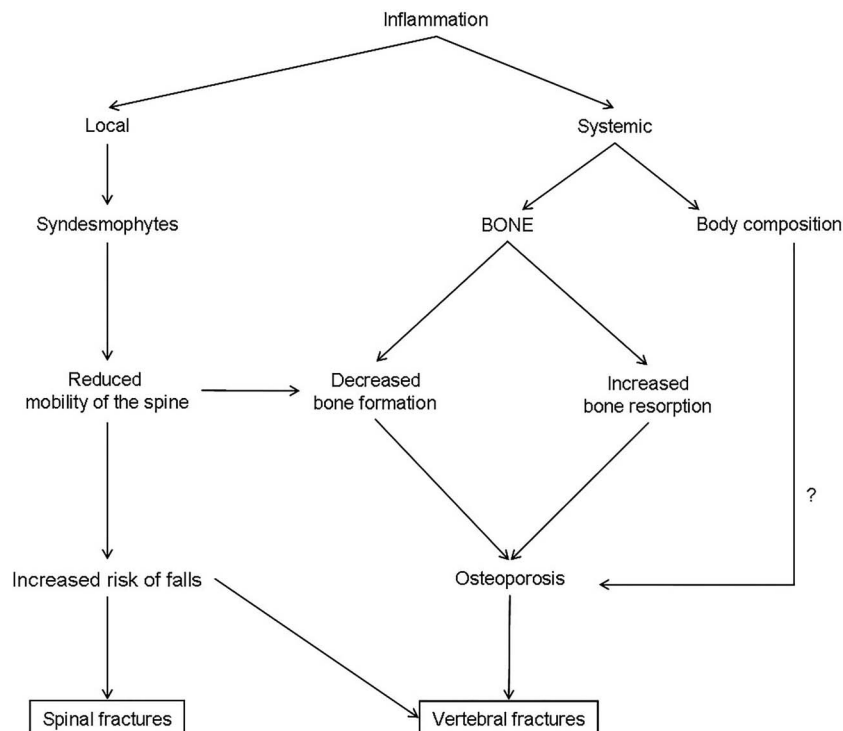 Inflammation
Local
Systemic
Syndesmophytes
BONE
Body composition
Reduced
mobility of the spine
Decreased
bone formation
Increased
bone resorption
?
Increased risk of falls
Osteoporosis
Spinal fractures
Vertebral fractures